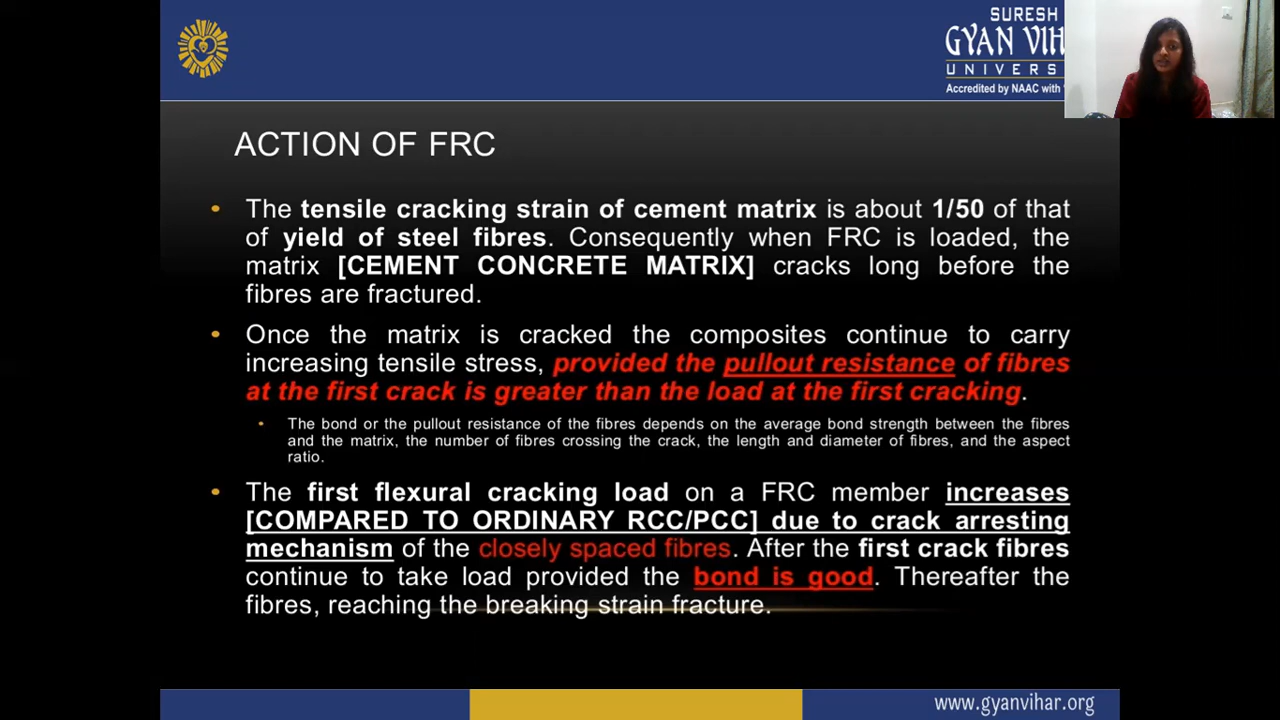 SURESH
GYAN VIH
UNIVERS
Accredited by NAAC with
ACTION OF FRC
• The tensile cracking strain of cement matrix is about 1/50 of that
of yield of steel fibres. Consequently when FRC is loaded, the
matrix [CEMENT CONCRETE MATRIX] cracks long before the
fibres are fractured.
• Once the matrix is cracked the composites continue to carry
increasing tensile stress, provided the pullout resistance of fibres
at the first crack is greater than the load at the first cracking.
• The bond or the pullout resistance of the fibres depends on the average bond strength between the fibres
and the matrix, the number of fibres crossing the crack, the length and diameter of fibres, and the aspect
ratio.
• The first flexural cracking load on a FRC member increases
[COMPARED TO ORDINARY RCC/PCC] due to crack arresting
mechanism of the closely spaced fibres. After the first crack fibres
continue to take load provided the bond is good. Thereafter the
fibres, reaching the breaking strain fracture.
www.gyanvihar.org